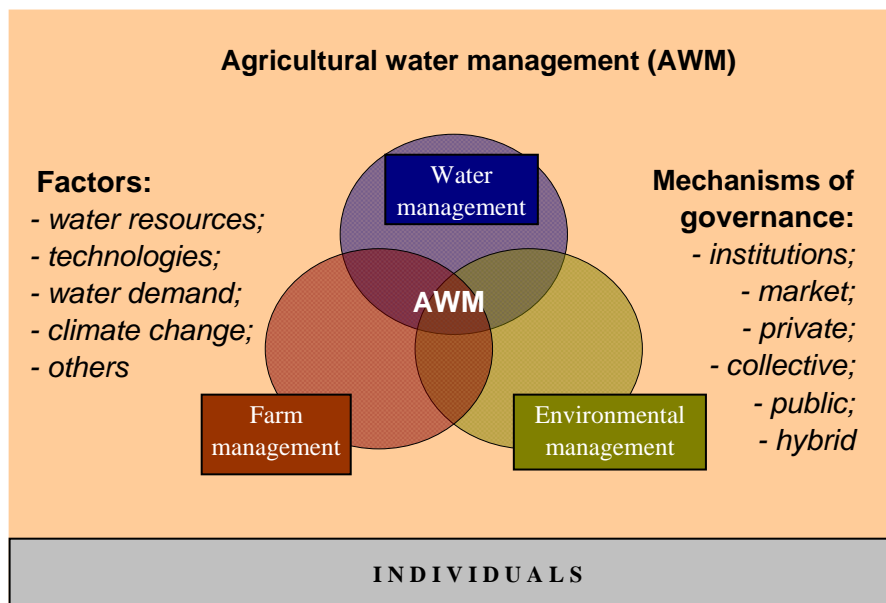 Agricultural water management (AWM)
Factors:
- water resources;
- technologies;
- water demand;
- climate change;
- others
Water
management
AWM
Farm
management
Environmental
management
Mechanisms of
governance:
- institutions;
- market;
- private;
- collective;
- public;
- hybrid
INDIVIDUALS